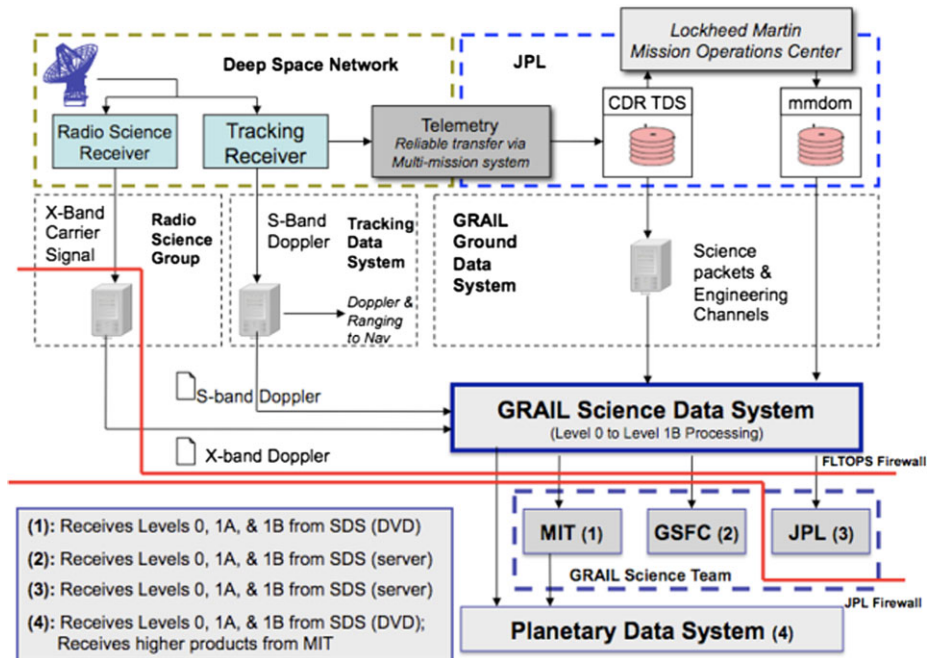 Lockheed Martin
Mission Operations Center
Deep Space Network
JPL
Radio Science
Receiver
Tracking
Receiver
Telemetry
Reliable transfer via
Multi-mission system
CDR TDS
mmdom
X-Band
Carrier
Signal
Radio
Science
Group
S-Band
Doppler
Tracking
Data
System
Doppler &
Ranging
to Nav
GRAIL
Ground
Data
System
Science
packets &
Engineering
Channels
S-band Doppler
X-band Doppler
GRAIL Science Data System
(Level 0 to Level 1B Processing)
FLTOPS Firewall
MIT (1)
GSFC (2)
JPL (3)
GRAIL Science Team
JPL Firewall
Planetary Data System (4)
(1): Receives Levels 0, 1A, & 1B from SDS (DVD)
(2): Receives Levels 0, 1A, & 1B from SDS (server)
(3): Receives Levels 0, 1A, & 1B from SDS (server)
(4): Receives Levels 0, 1A, & 1B from SDS (DVD);
Receives higher products from MIT